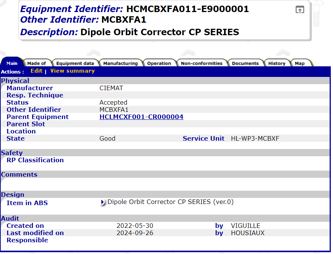 Equipment Identifier: HCMCBXFA011-E9000001
Other Identifier: MCBXFA1
Description: Dipole Orbit Corrector CP SERIES
Main Made of Equipment data Manufacturing Operation Non-conformities Documents History Map
Actions : Edit | View summary
Physical
Manufacturer CIEMAT
Resp. Technique
Status Accepted
Other Identifier MCBXFA1
Parent Equipment HCLMCXF001-CR000004
Parent Slot
Location
State Good Service Unit HL-WP3-MCBXF
Safety
RP Classification
Comments
Design
Item in ABS Dipole Orbit Corrector CP SERIES (ver.0)
Audit
Created on 2022-05-30 by VIGUILLE
Last modified on 2024-09-26 by HOUSIAUX
Responsible